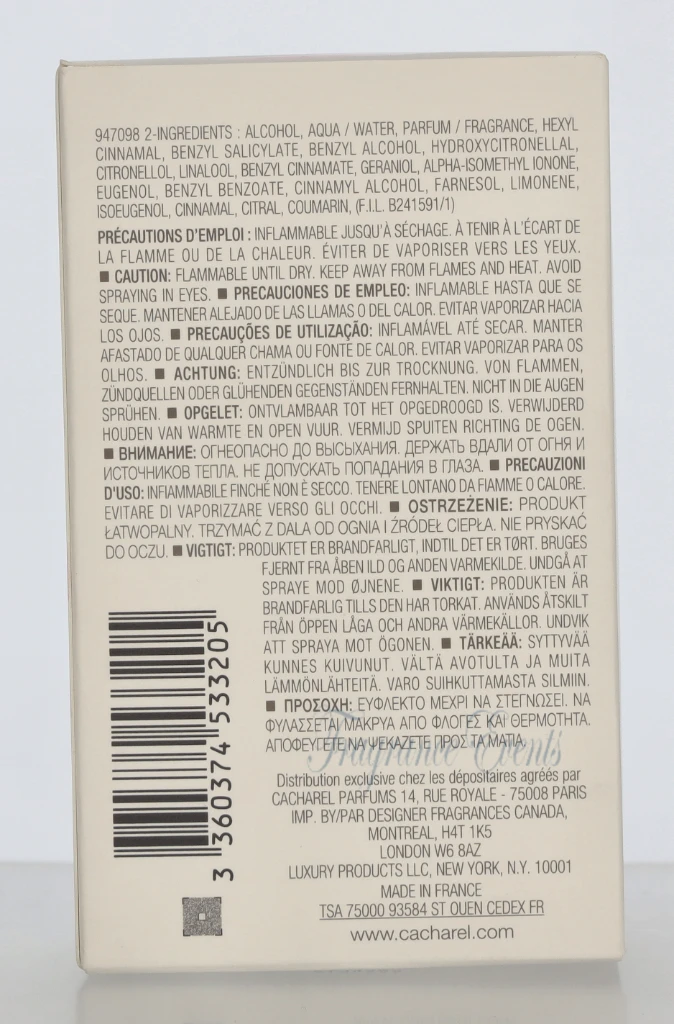 947098 2-INGREDIENTS : ALCOHOL, AQUA / WATER, PARFUM / FRAGRANCE, HEXYL
CINNAMAL, BENZYL SALICYLATE, BENZYL ALCOHOL, HYDROXYCITRONELLAL,
CITRONELLOL, LINALOOL, BENZYL CINNAMATE, GERANIOL, ALPHA-ISOMETHYL IONONE,
EUGENOL, BENZYL BENZOATE, CINNAMYL ALCOHOL, FARNESOL, LIMONENE,
ISOEUGENOL, CINNAMAL, CITRAL, COUMARIN, (F.I.L. B241591/1)
PRÉCAUTIONS D'EMPLOI : INFLAMMABLE JUSQU'À SÉCHAGE. À TENIR À L'ÉCART DE
LA FLAMME OU DE LA CHALEUR. ÉVITER DE VAPORISER VERS LES YEUX.
■ CAUTION: FLAMMABLE UNTIL DRY. KEEP AWAY FROM FLAMES AND HEAT. AVOID
SPRAYING IN EYES. ■ PRECAUCIONES DE EMPLEO: INFLAMABLE HASTA QUE SE
SEQUE. MANTENER ALEJADO DE LAS LLAMAS O DEL CALOR. EVITAR VAPORIZAR HACIA
LOS OJOS. ■ PRECAUÇÕES DE UTILIZAÇÃO: INFLAMÁVEL ATÉ SECAR. MANTER
AFASTADO DE QUALQUER CHAMA OU FONTE DE CALOR. EVITAR VAPORIZAR PARA OS
OLHOS. ■ ACHTUNG: ENTZÜNDLICH BIS ZUR TROCKNUNG. VON FLAMMEN,
ZÜNDQUELLEN ODER GLÜHENDEN GEGENSTÄNDEN FERNHALTEN. NICHT IN DIE AUGEN
SPRÜHEN. ■ OPGELET: ONTVLAMBAAR TOT HET OPGEDROOGD IS. VERWIJDERD
HOUDEN VAN WARMTE EN OPEN VUUR. VERMIJD SPUITEN RICHTING DE OGEN.
■ ВНИМАНИЕ: ОГНЕОПАСНО ДО ВЫСЫХАНИЯ. ДЕРЖАТЬ ВДАЛИ ОТ ОГНЯ И
ИСТОЧНИКОВ ТЕПЛА. НЕ ДОПУСКАТЬ ПОПАДАНИЯ В ГЛАЗА. ■ PRECAUZIONI
D'USO: INFIAMMABILE FINCHÉ NON È SECCO. TENERE LONTANO DA FIAMME O CALORE.
EVITARE DI VAPORIZZARE VERSO GLI OCCHI. ■ OSTRZEŻENIE: PRODUKT
ŁATWOPALNY. TRZYMAĆ Z DALA OD OGNIA I ŹRÓDEŁ CIEPŁA. NIE PRYSKAĆ
DO OCZU. ■ VIGTIGT: PRODUKTET ER BRANDFARLIGT, INDTIL DET ER TØRT. BRUGES
FJERNT FRA ÅBEN ILD OG ANDEN VARMEKILDE. UNDGÅ AT
SPRAYE MOD ØJNENE. ■ VIKTIGT: PRODUKTEN ÄR
BRANDFARLIG TILLS DEN HAR TORKAT. ANVÄNDS ÅTSKILT
FRÅN ÖPPEN LÅGA OCH ANDRA VÄRMEKÄLLOR. UNDVIK
ATT SPRAYA MOT ÖGONEN. ■ TÄRKEÄÄ: SYTTYVÄÄ
KUNNES KUIVUNUT. VÄLTÄ AVOTULTA JA MUITA
LÄMMÖNLÄHTEITÄ. VARO SUIHKUTTAMASTA SILMIIN.
■ ΠΡΟΣΟΧΗ: ΕΥΦΛΕΚΤΟ ΜΕΧΡΙ ΝΑ ΣΤΕΓΝΩΣΕΙ. ΝΑ
ΦΥΛΑΣΣΕΤΑΙ ΜΑΚΡΥΑ ΑΠΟ ΦΛΟΓΕΣ ΚΑΙ ΘΕΡΜΟΤΗΤΑ.
ΑΠΟΦΕΥΓΕΤΕ ΝΑ ΨΕΚΑΖΕΤΕ ΠΡΟΣ ΤΑ ΜΑΤΙΑ.
Fragrance Events
Distribution exclusive chez les dépositaires agréés par
CACHAREL PARFUMS 14, RUE ROYALE - 75008 PARIS
IMP. BY/PAR DESIGNER FRAGRANCES CANADA,
MONTREAL, H4T 1K5
LONDON W6 8AZ
LUXURY PRODUCTS LLC, NEW YORK, N.Y. 10001
MADE IN FRANCE
TSA 75000 93584 ST OUEN CEDEX FR
www.cacharel.com
3 360374 533205